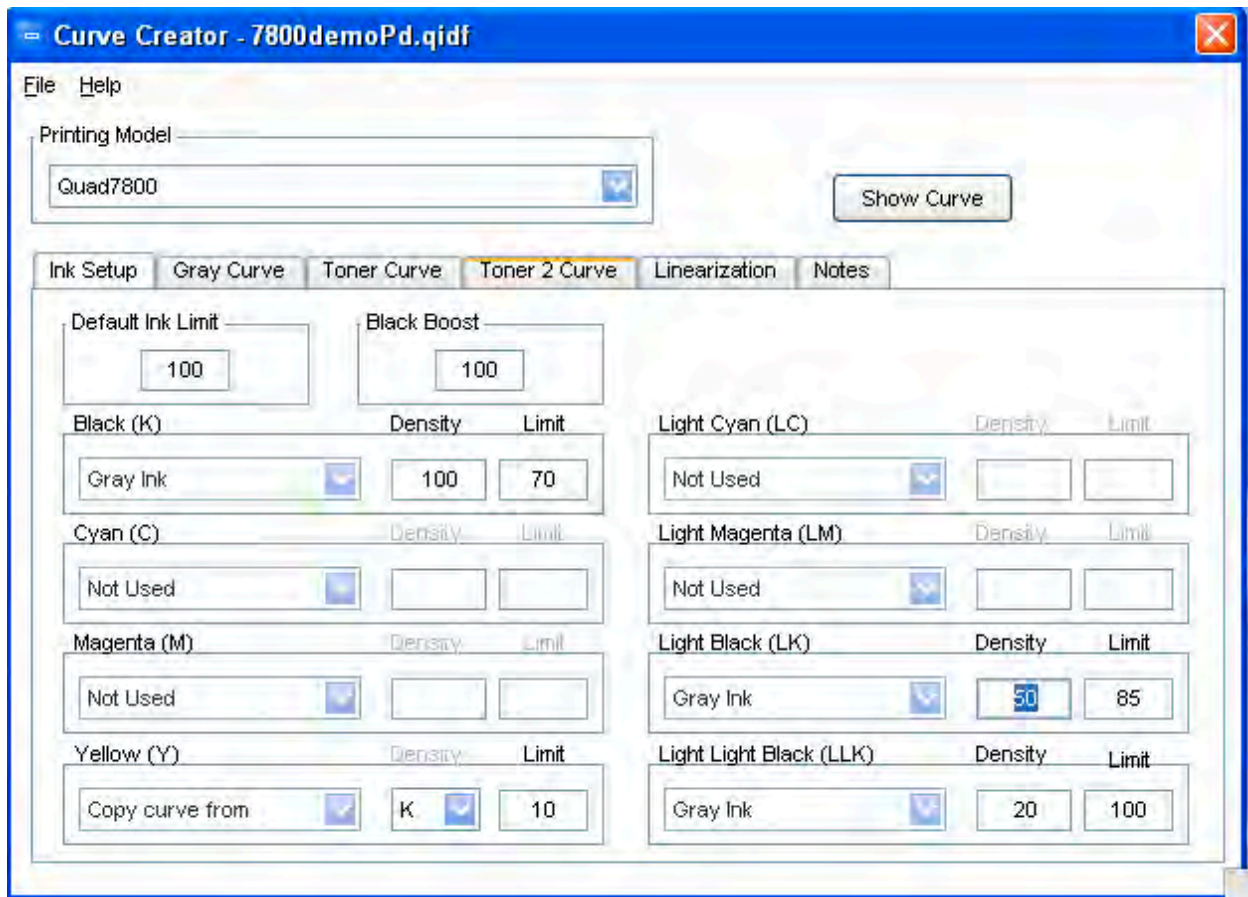 Curve Creator - 7800demoPd.qidf
File Help
Printing Model
Quad7800
Show Curve
Ink Setup Gray Curve Toner Curve Toner 2 Curve Linearization Notes
Default Ink Limit Black Boost
100 100
Black (K) Density Limit
Gray Ink 100 70
Cyan (C) Density Limit
Not Used
Magenta (M) Density Limit
Not Used
Yellow (Y) Density Limit
Copy curve from K 10
Light Cyan (LC) Density Limit
Not Used
Light Magenta (LM) Density Limit
Not Used
Light Black (LK) Density Limit
Gray Ink 50 85
Light Light Black (LLK) Density Limit
Gray Ink 20 100